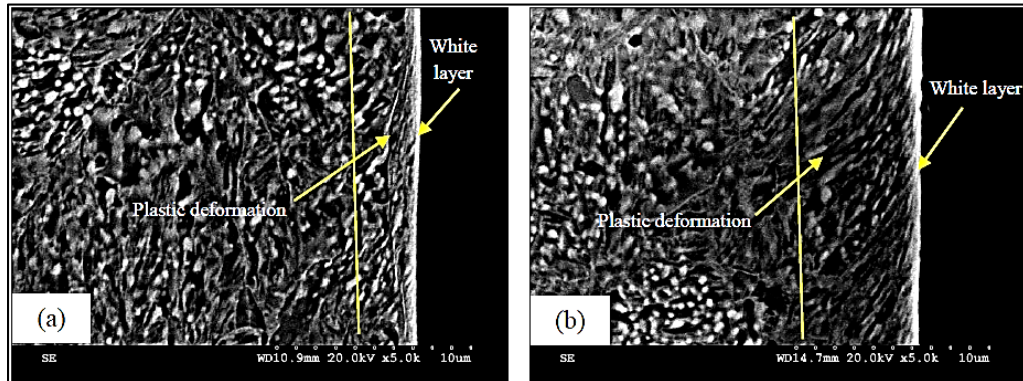 White
layer
Plastic deformation
(a)
SE WD10.9mm 20.0kV x5.0k 10um
White layer
Plastic deformation
(b)
SE WD14.7mm 20.0kV x5.0k 10um